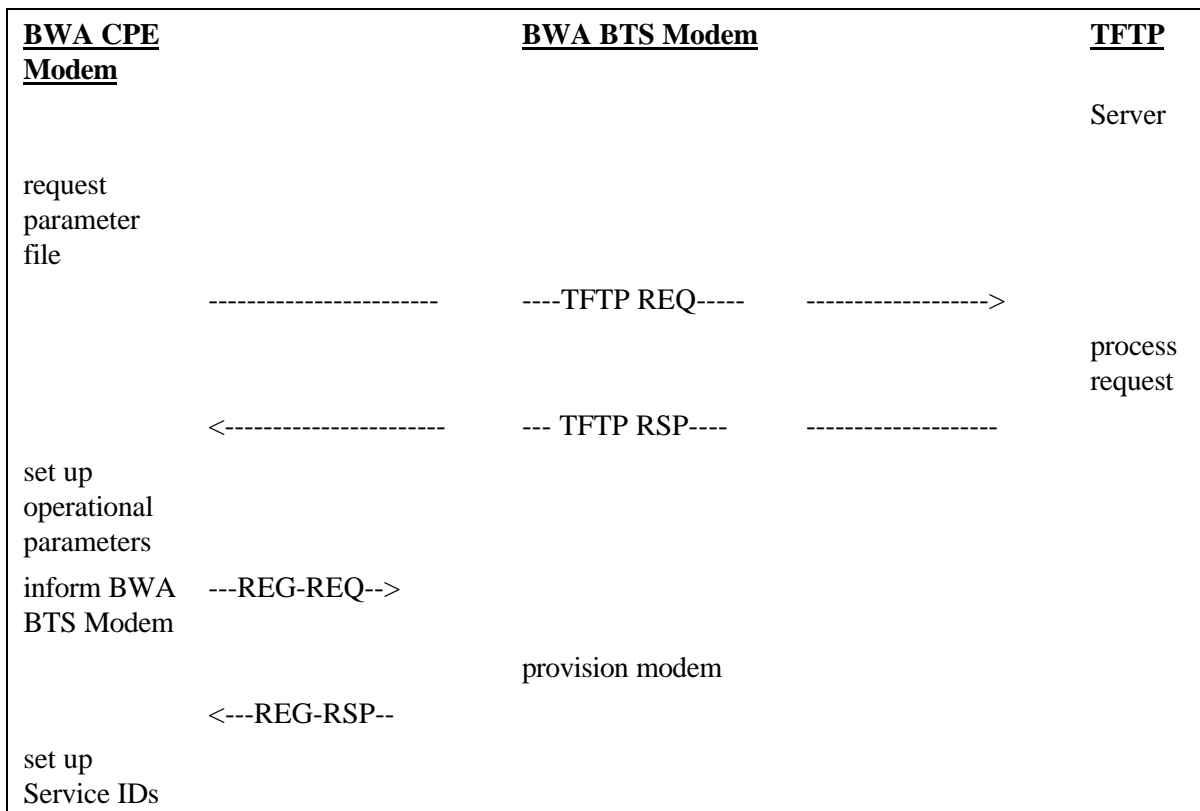 BWA CPE BWA BTS Modem TFTP
Modem
Server
request
parameter
file
------------------------ ----TFTP REQ----- ------------------->
process
request
<----------------------- --- TFTP RSP---- --------------------
set up
operational
parameters
inform BWA ---REG-REQ-->
BTS Modem
provision modem
<---REG-RSP--
set up
Service IDs